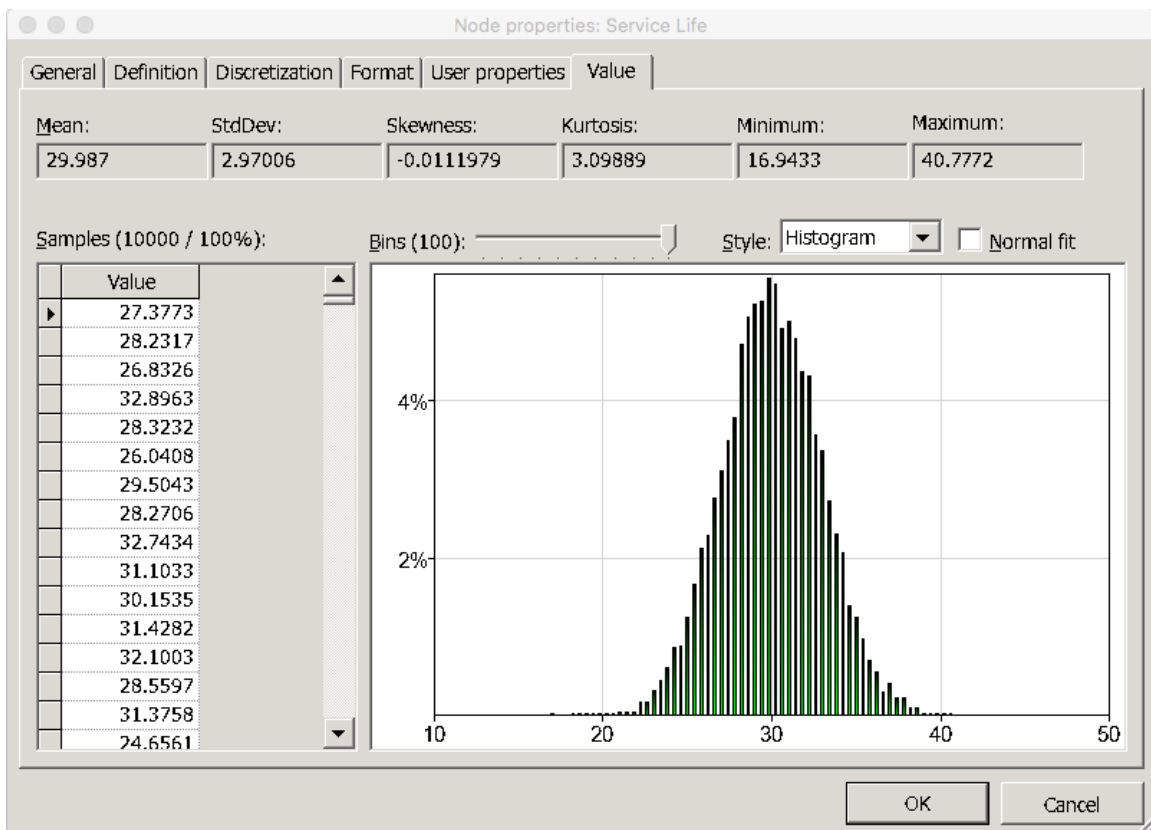 Node properties: Service Life
General Definition Discretization Format User properties Value
Mean: StdDev: Skewness: Kurtosis: Minimum: Maximum:
29.987 2.97006 -0.0111979 3.09889 16.9433 40.7772
Samples (10000 / 100%): Bins (100): Style: Histogram Normal fit
Value
27.3773
28.2317
26.8326
32.8963
28.3232
26.0408
29.5043
28.2706
32.7434
31.1033
30.1535
31.4282
32.1003
28.5597
31.3758
24.6561
4%
2%
10 20 30 40 50
OK Cancel